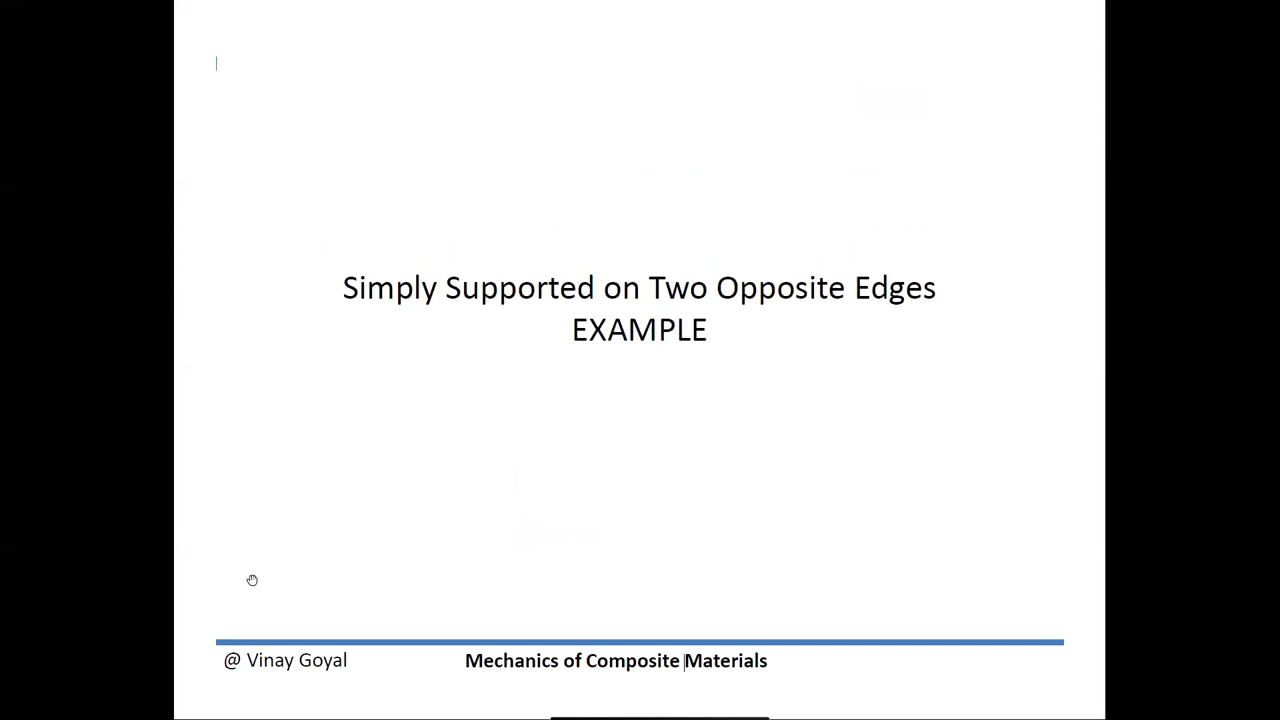 Simply Supported on Two Opposite Edges
EXAMPLE
@ Vinay Goyal
Mechanics of Composite Materials